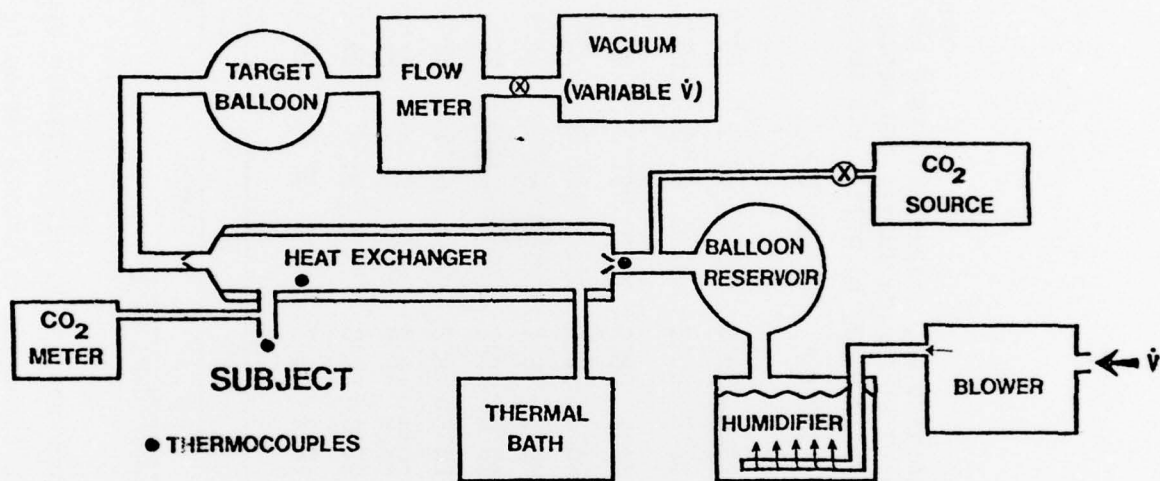 TARGET
BALLOON
FLOW
METER
VACUUM
(VARIABLE V̇)
CO₂
SOURCE
HEAT EXCHANGER
BALLOON
RESERVOIR
CO₂
METER
SUBJECT
THERMAL
BATH
HUMIDIFIER
BLOWER
V̇
● THERMOCOUPLES